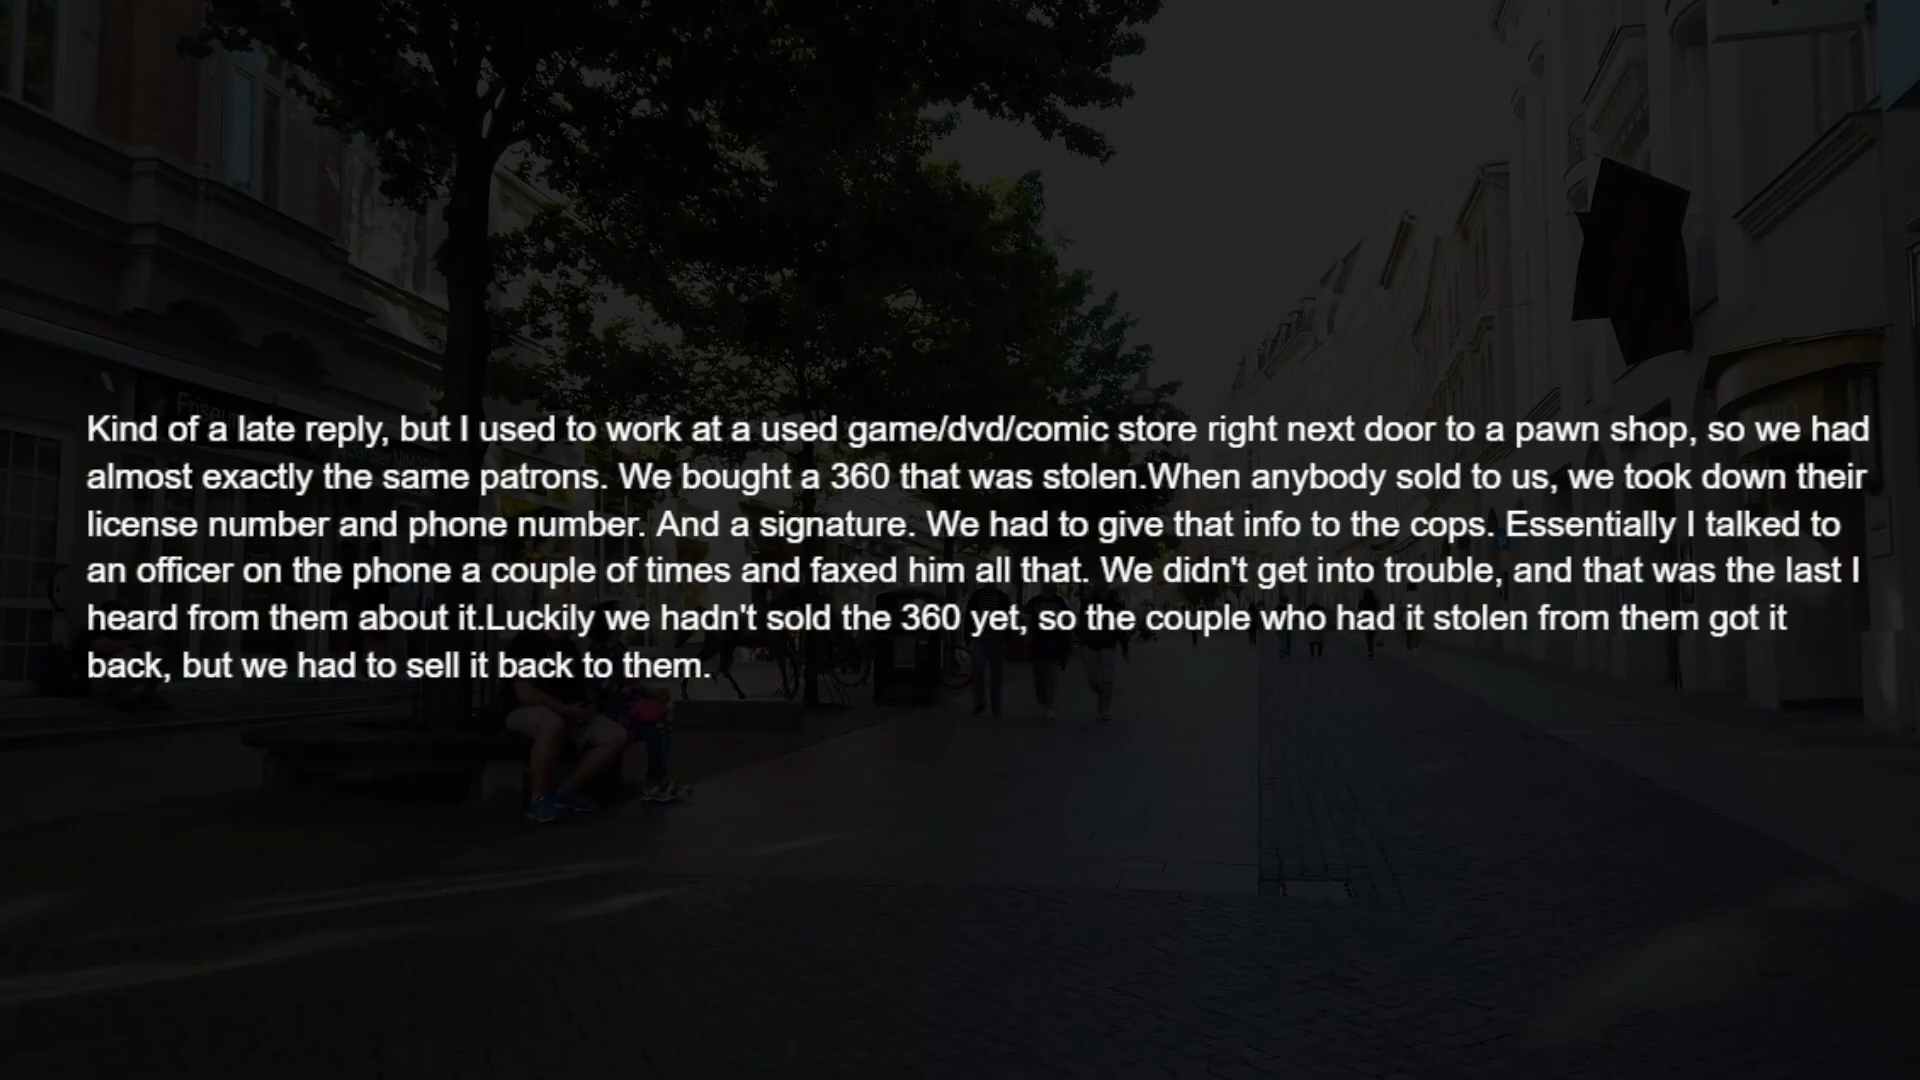 Kind of a late reply, but I used to work at a used game/dvd/comic store right next door to a pawn shop, so we had
almost exactly the same patrons. We bought a 360 that was stolen.When anybody sold to us, we took down their
license number and phone number. And a signature. We had to give that info to the cops. Essentially I talked to
an officer on the phone a couple of times and faxed him all that. We didn't get into trouble, and that was the last I
heard from them about it.Luckily we hadn't sold the 360 yet, so the couple who had it stolen from them got it
back, but we had to sell it back to them.